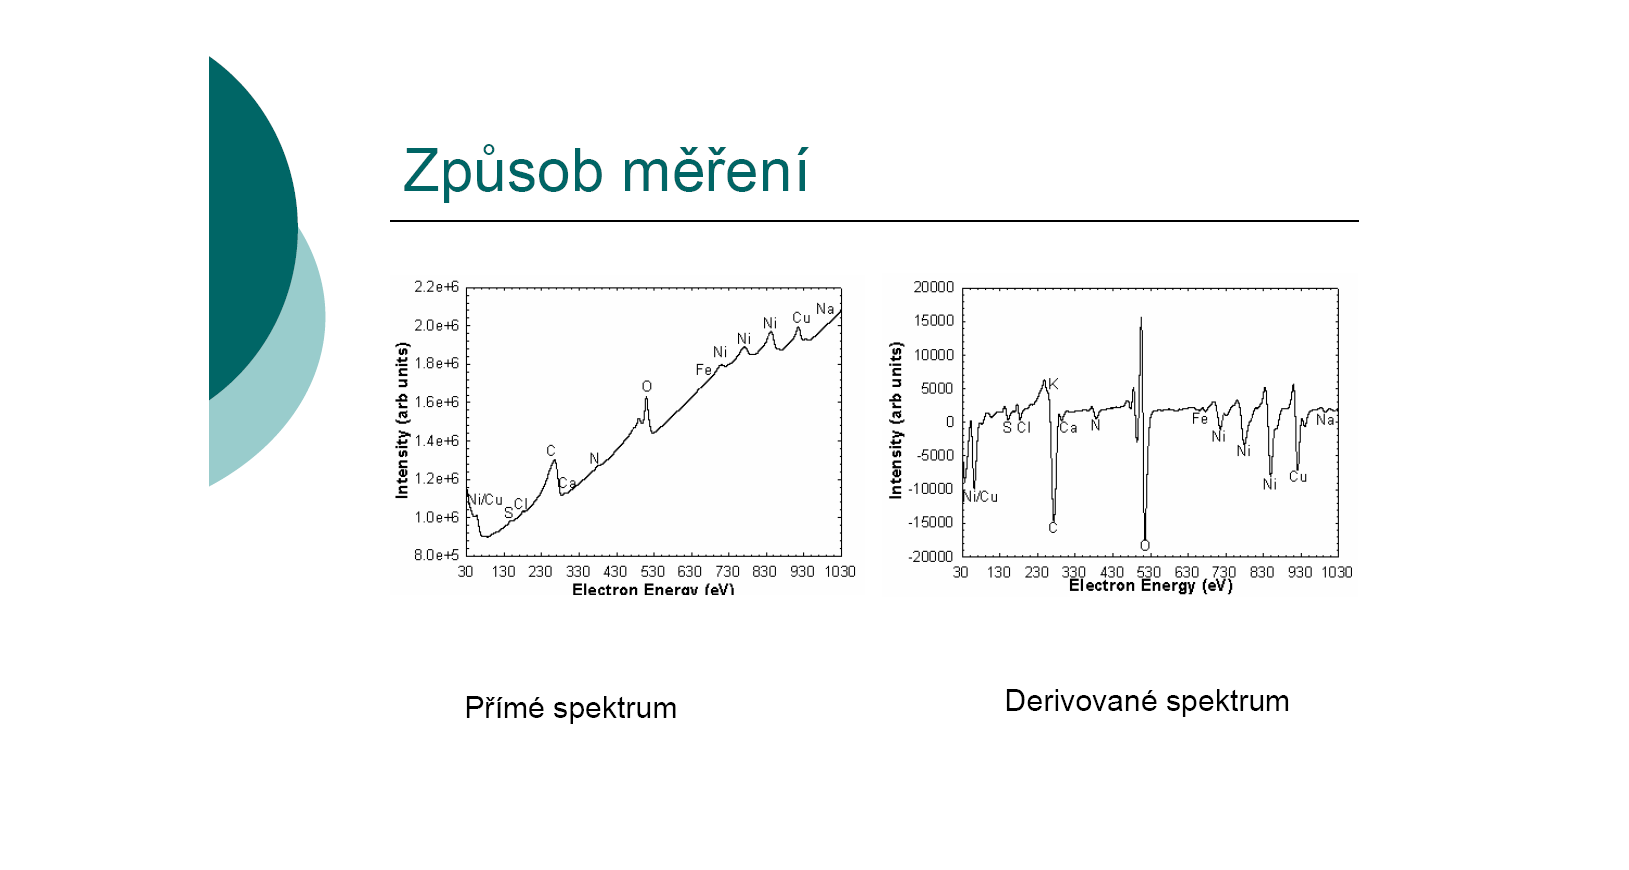 Způsob měření
2.2e+6
2.0e+6
1.8e+6
1.6e+6
1.4e+6
1.2e+6
1.0e+6
8.0e+5
Intensity (arb units)
Ni/Cu
S
Cl
C
Ca
N
O
Fe
Ni
Ni
Ni
Cu
Na
30 130 230 330 430 530 630 730 830 930 1030
Electron Energy (eV)
20000
15000
10000
5000
0
-5000
-10000
-15000
-20000
Intensity (arb units)
Ni/Cu
S
Cl
K
C
Ca
N
O
Fe
Ni
Ni
Ni
Cu
Na
30 130 230 330 430 530 630 730 830 930 1030
Electron Energy (eV)
Přímé spektrum
Derivované spektrum